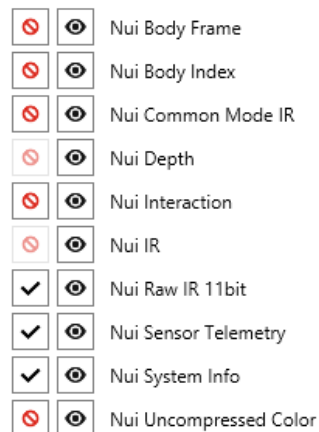 Nui Body Frame
Nui Body Index
Nui Common Mode IR
Nui Depth
Nui Interaction
Nui IR
Nui Raw IR 11bit
Nui Sensor Telemetry
Nui System Info
Nui Uncompressed Color